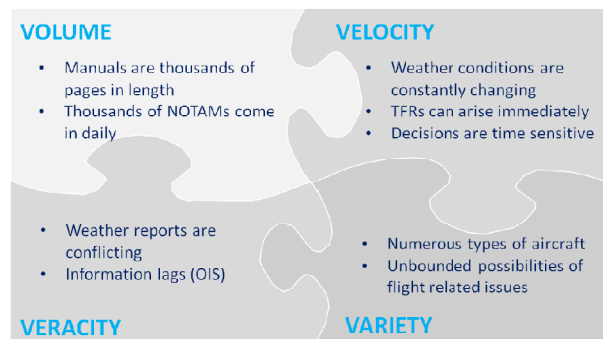 VOLUME
• Manuals are thousands of
pages in length
• Thousands of NOTAMs come
in daily
VELOCITY
• Weather conditions are
constantly changing
• TFRs can arise immediately
• Decisions are time sensitive
• Weather reports are
conflicting
• Information lags (OIS)
VERACITY
• Numerous types of aircraft
• Unbounded possibilities of
flight related issues
VARIETY